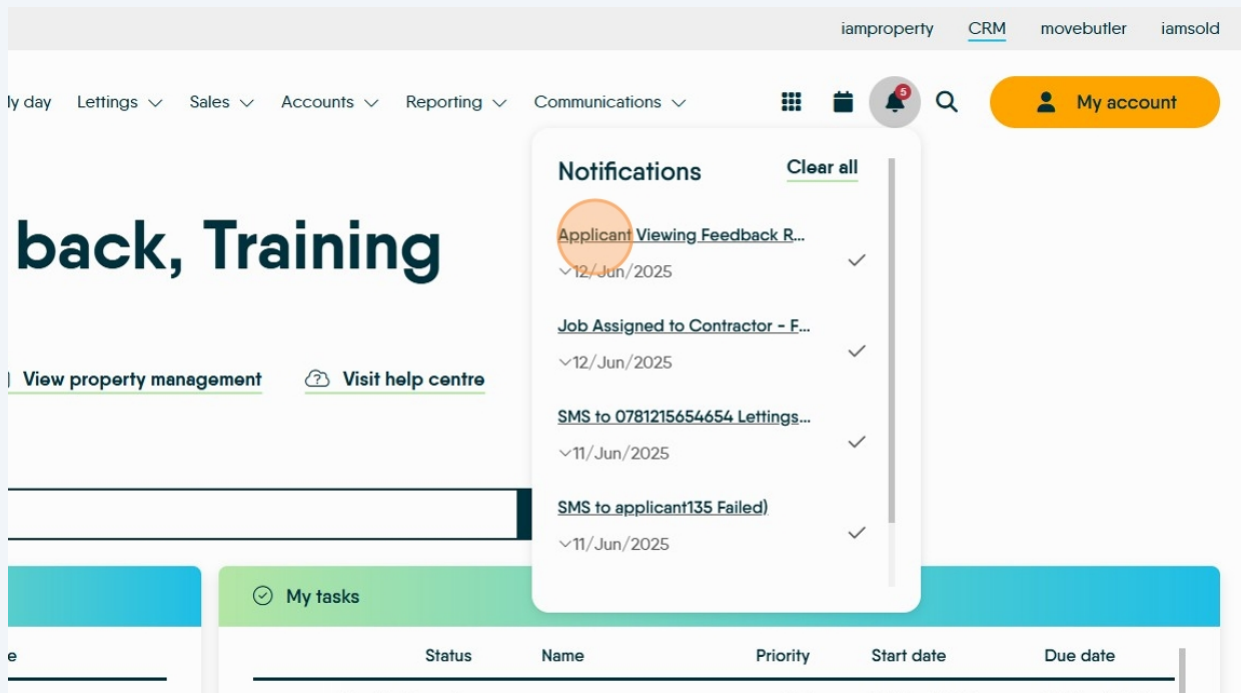 iamproperty CRM movebutler iamsold
ly day Lettings Sales Accounts Reporting Communications 5 My account
Notifications Clear all
back, Training
Applicant Viewing Feedback R...
12/Jun/2025
Job Assigned to Contractor - F...
12/Jun/2025
View property management Visit help centre
SMS to 0781215654654 Lettings...
11/Jun/2025
SMS to applicant135 Failed)
11/Jun/2025
My tasks
e Status Name Priority Start date Due date